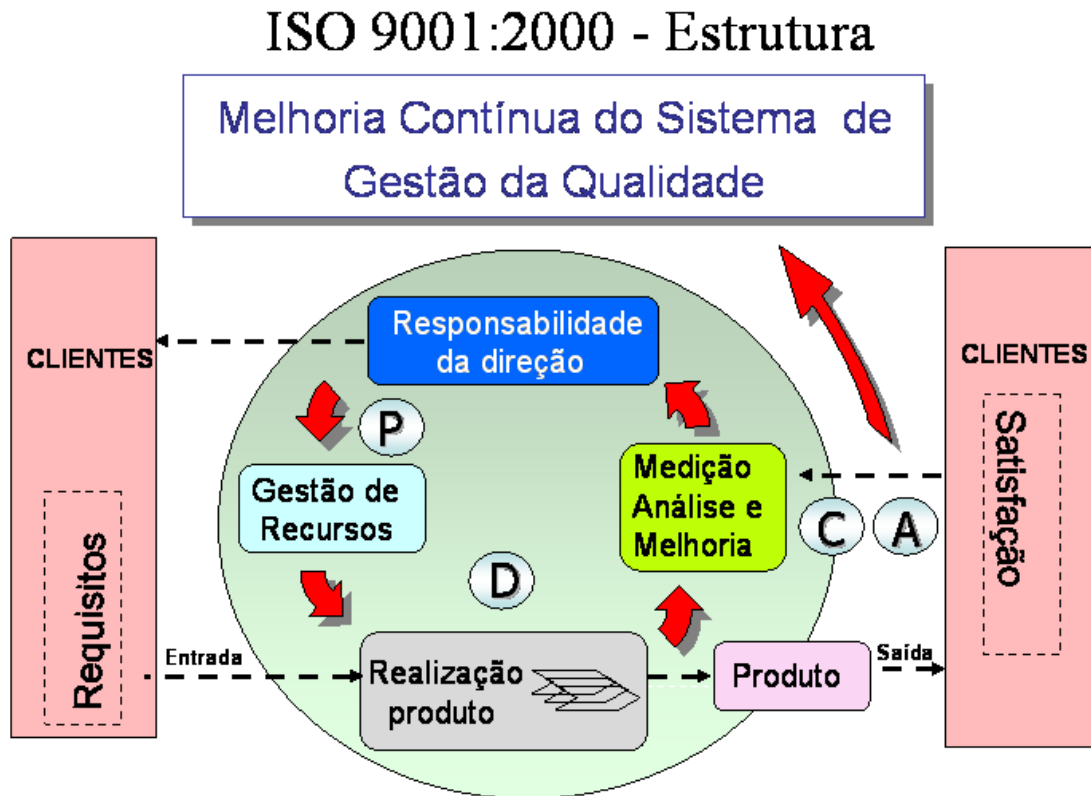 ISO 9001:2000 - Estrutura
Melhoria Contínua do Sistema de
Gestão da Qualidade
CLIENTES
Requisitos
Responsabilidade
da direção
P
Gestão de
Recursos
D
Medição
Análise e
Melhoria
C
A
Entrada
Realização
produto
Produto
Saída
CLIENTES
Satisfação